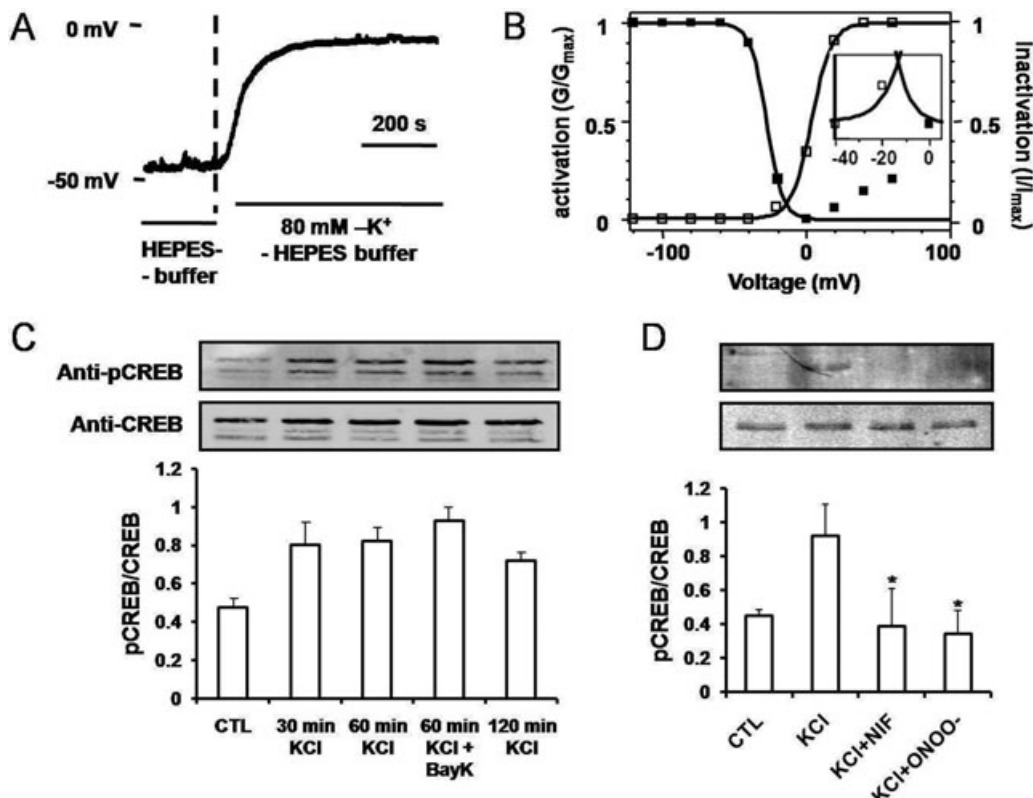 A
0 mV
-50 mV
200 s
HEPES-
- buffer
80 mM –K⁺
- HEPES buffer
B
activation (G/Gmax)
1
0.5
0
-100
0
100
Voltage (mV)
1
0.5
0
Inactivation (I/Imax)
-40
-20
0
C
Anti-pCREB
Anti-CREB
pCREB/CREB
1.2
1
0.8
0.6
0.4
0.2
0
CTL
30 min
KCl
60 min
KCl
60 min
KCl +
BayK
120 min
KCl
D
pCREB/CREB
1.2
1
0.8
0.6
0.4
0.2
0
*
*
CTL
KCl
KCl+NIF
KCl+ONOO-